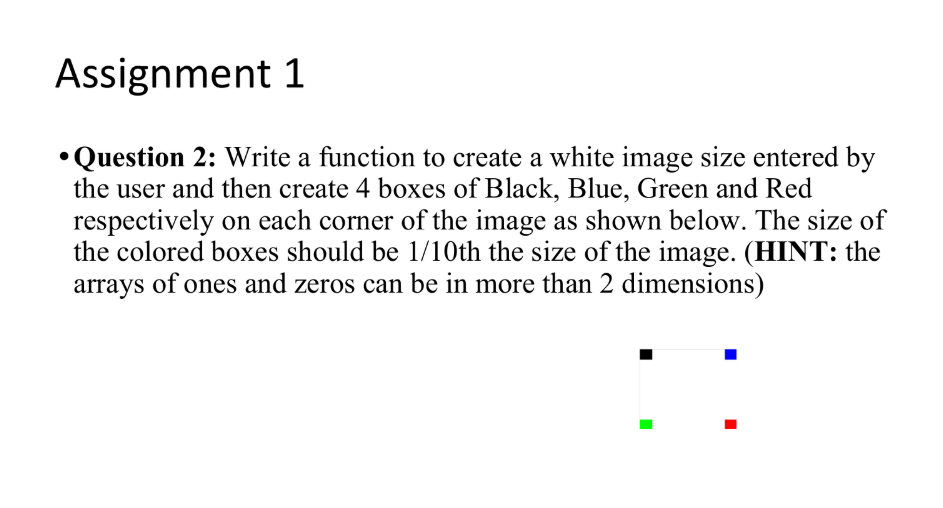 Assignment 1
•Question 2: Write a function to create a white image size entered by
the user and then create 4 boxes of Black, Blue, Green and Red
respectively on each corner of the image as shown below. The size of
the colored boxes should be 1/10th the size of the image. (HINT: the
arrays of ones and zeros can be in more than 2 dimensions)